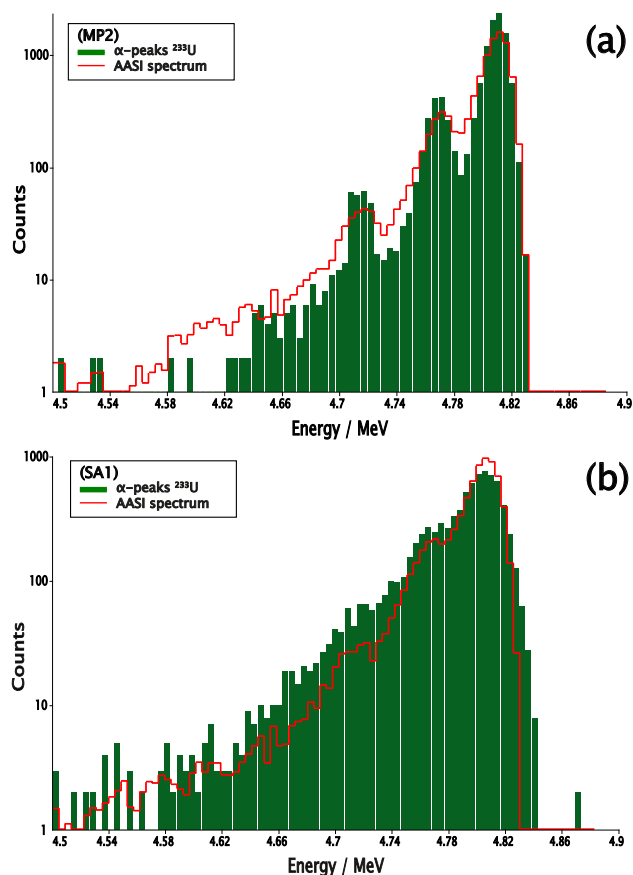 (MP2)
α-peaks ²³³U
AASI spectrum
(a)
1000
100
10
1
Counts
4.5 4.54 4.58 4.62 4.66 4.7 4.74 4.78 4.82 4.86 4.9
Energy / MeV
(SA1)
α-peaks ²³³U
AASI spectrum
(b)
1000
100
10
1
Counts
4.5 4.54 4.58 4.62 4.66 4.7 4.74 4.78 4.82 4.86 4.9
Energy / MeV